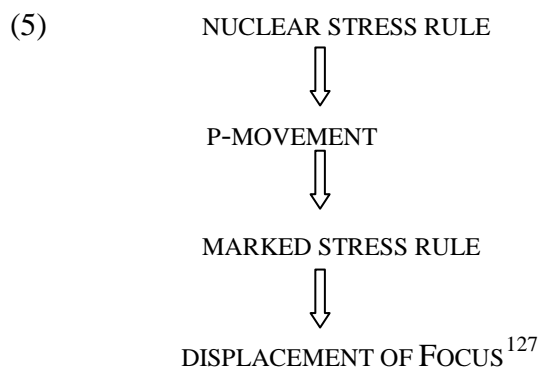 (5) NUCLEAR STRESS RULE
P-MOVEMENT
MARKED STRESS RULE
DISPLACEMENT OF FOCUS127